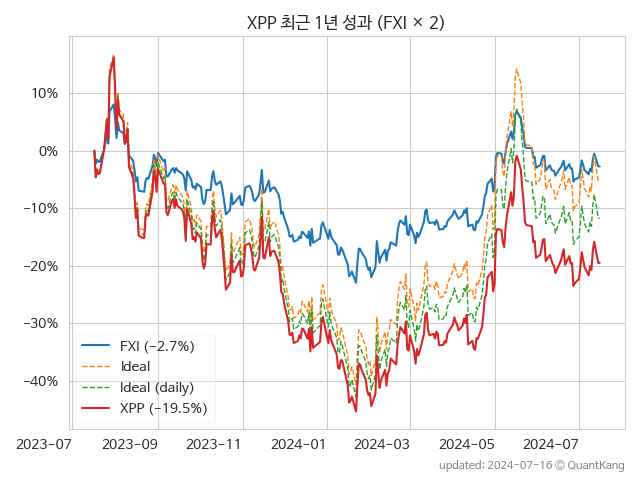 XPP 최근 1년 성과 (FXI × 2)
10%
0%
−10%
−20%
−30%
−40%
FXI (−2.7%)
Ideal
Ideal (daily)
XPP (−19.5%)
2023-07 2023-09 2023-11 2024-01 2024-03 2024-05 2024-07
updated: 2024-07-16 © QuantKang